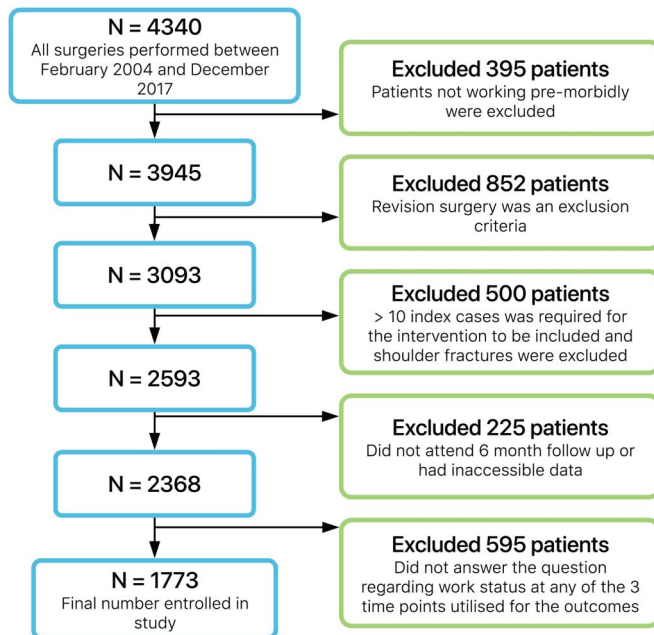 N = 4340
All surgeries performed between
February 2004 and December
2017
Excluded 395 patients
Patients not working pre-morbidly
were excluded
N = 3945
Excluded 852 patients
Revision surgery was an exclusion
criteria
N = 3093
Excluded 500 patients
> 10 index cases was required for
the intervention to be included and
shoulder fractures were excluded
N = 2593
Excluded 225 patients
Did not attend 6 month follow up or
had inaccessible data
N = 2368
Excluded 595 patients
Did not answer the question
regarding work status at any of the 3
time points utilised for the outcomes
N = 1773
Final number enrolled in
study